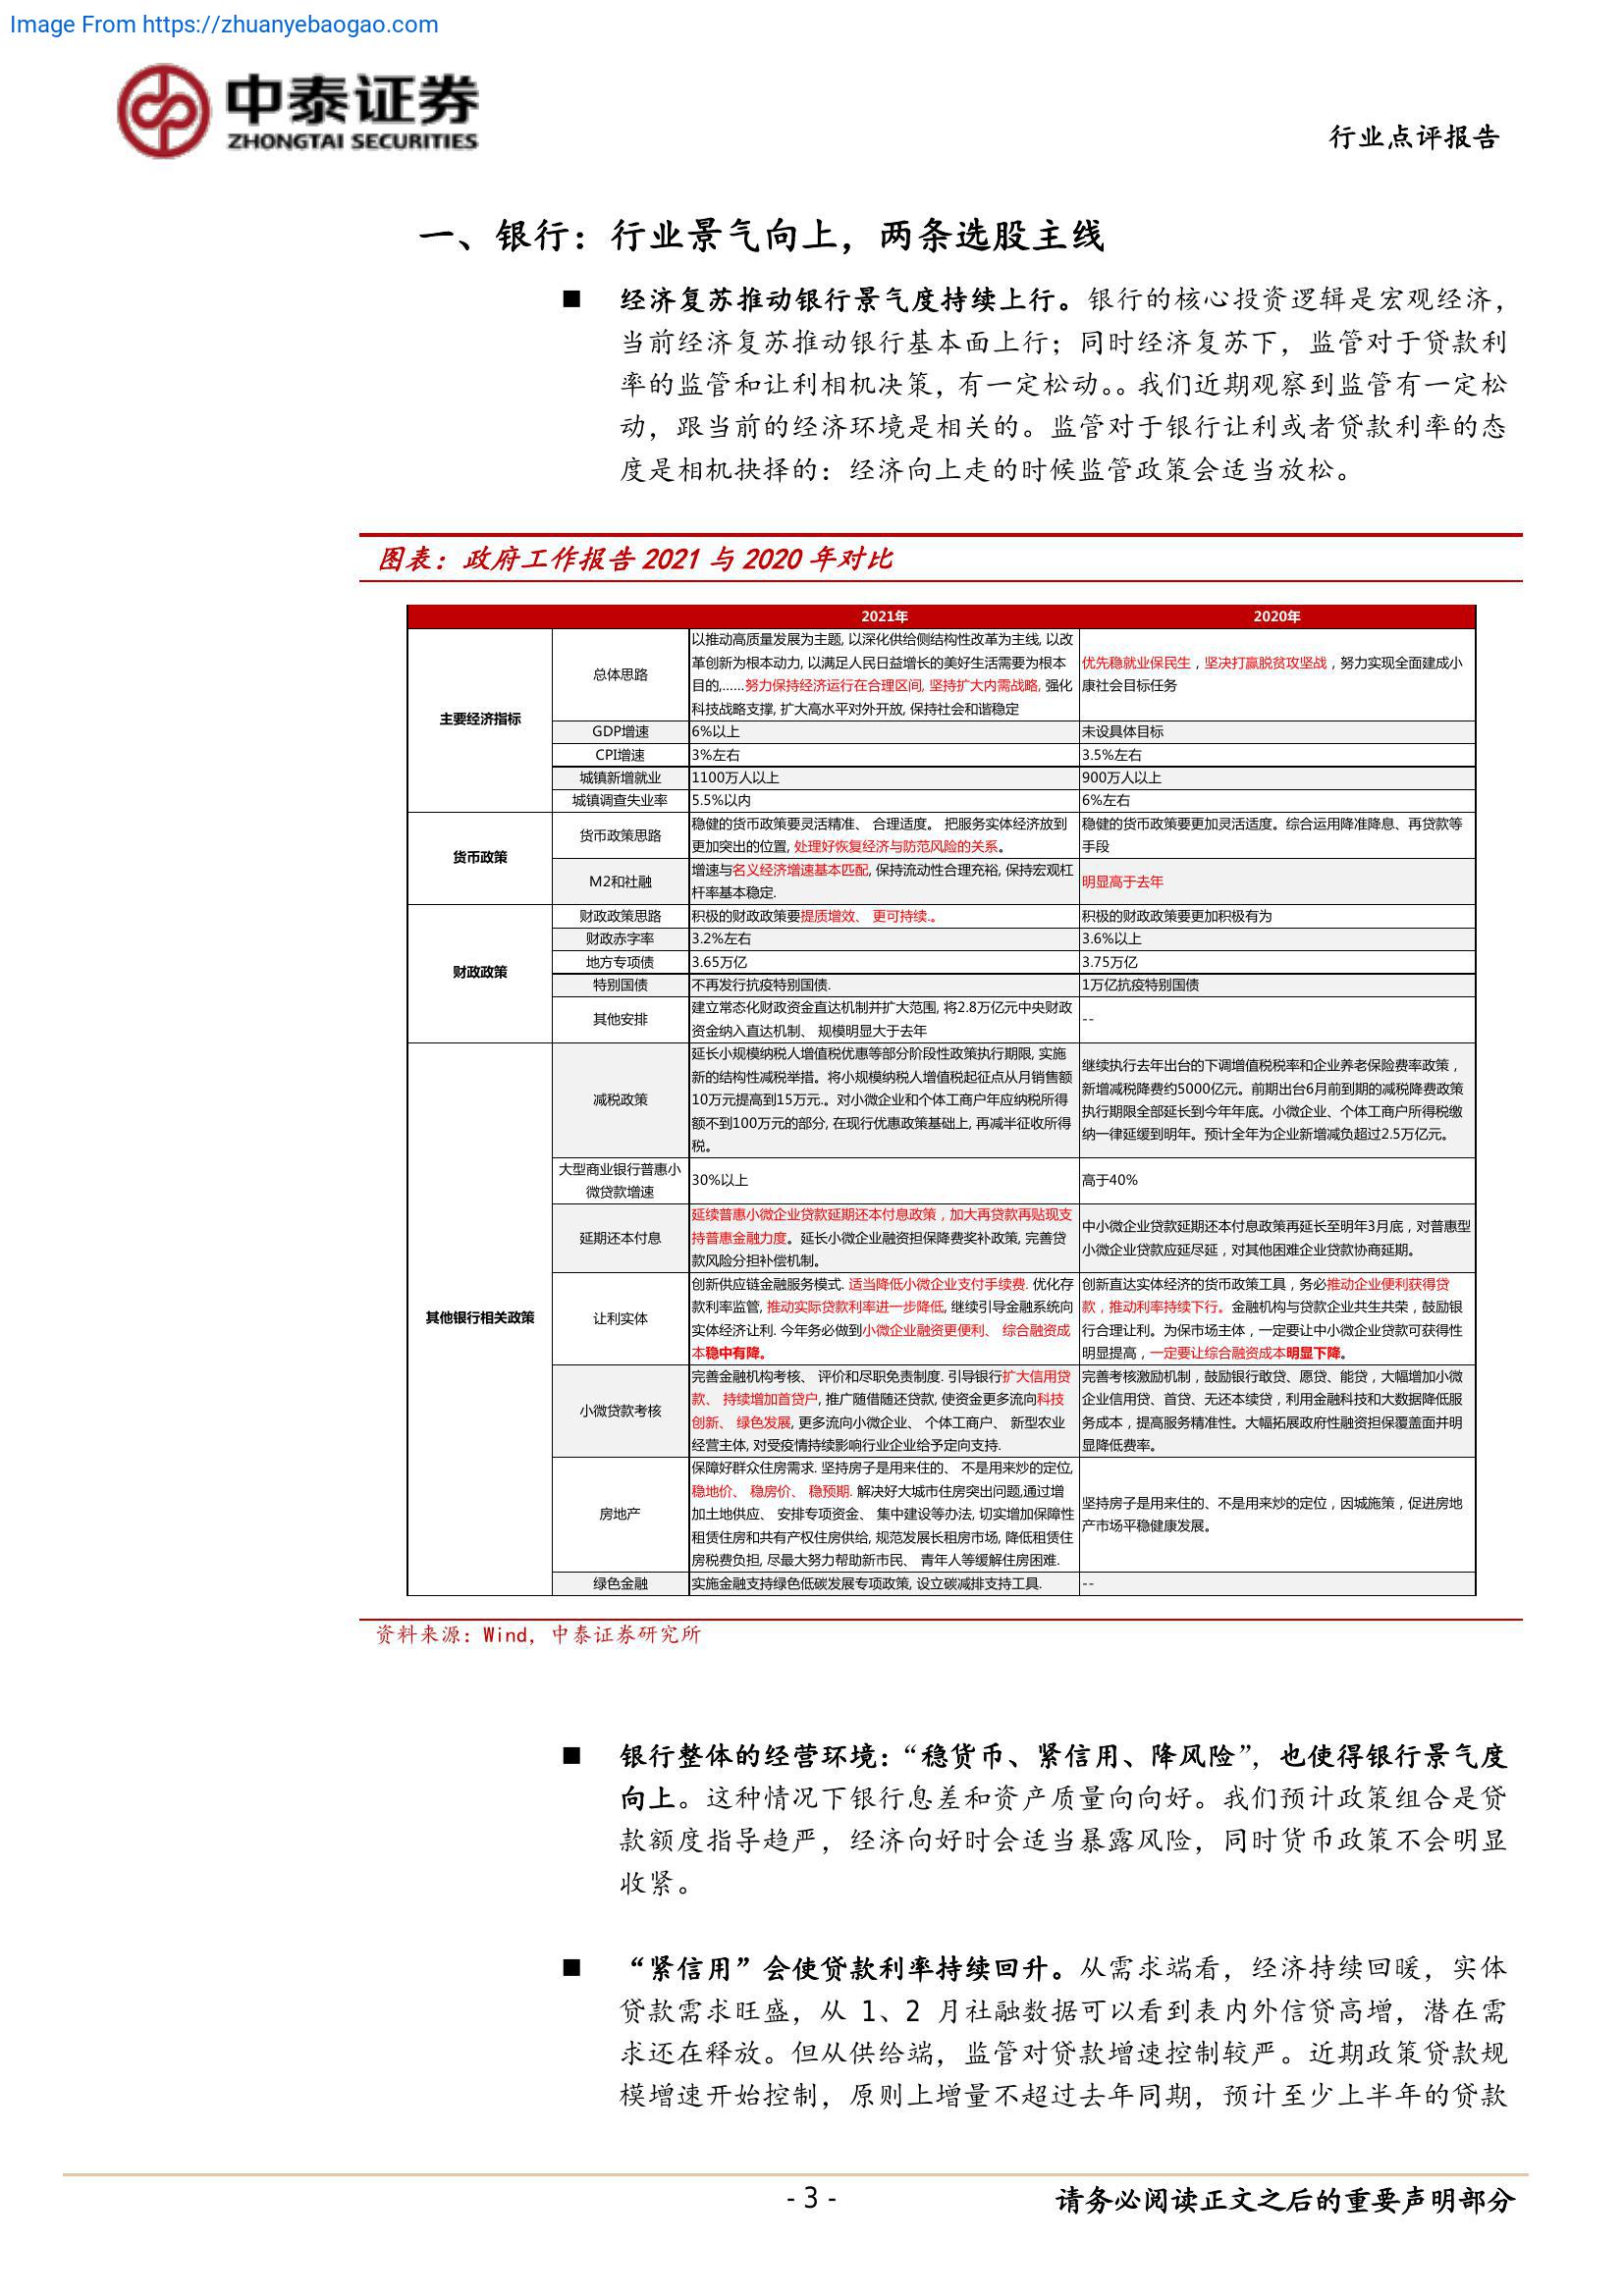 Image From https://zhuanyebaogao.com
中泰证券
ZHONGTAI SECURITIES
行业点评报告
一、银行：行业景气向上，两条选股主线
■ 经济复苏推动银行景气度持续上行。银行的核心投资逻辑是宏观经济，
当前经济复苏推动银行基本面上行；同时经济复苏下，监管对于贷款利
率的监管和让利相机决策，有一定松动。。我们近期观察到监管有一定松
动，跟当前的经济环境是相关的。监管对于银行让利或者贷款利率的态
度是相机抉择的：经济向上走的时候监管政策会适当放松。
图表：政府工作报告 2021 与 2020 年对比
2021年
2020年
主要经济指标
总体思路
以推动高质量发展为主题, 以深化供给侧结构性改革为主线, 以改
革创新为根本动力, 以满足人民日益增长的美好生活需要为根本
目的,......努力保持经济运行在合理区间, 坚持扩大内需战略, 强化
科技战略支撑, 扩大高水平对外开放, 保持社会和谐稳定
优先稳就业保民生，坚决打赢脱贫攻坚战，努力实现全面建成小
康社会目标任务
GDP增速
6%以上
未设具体目标
CPI增速
3%左右
3.5%左右
城镇新增就业
1100万人以上
900万人以上
城镇调查失业率
5.5%以内
6%左右
货币政策
货币政策思路
稳健的货币政策要灵活精准、 合理适度。 把服务实体经济放到
更加突出的位置, 处理好恢复经济与防范风险的关系。
稳健的货币政策要更加灵活适度。综合运用降准降息、再贷款等
手段
M2和社融
增速与名义经济增速基本匹配, 保持流动性合理充裕, 保持宏观杠
杆率基本稳定.
明显高于去年
财政政策
财政政策思路
积极的财政政策要提质增效、 更可持续.。
积极的财政政策要更加积极有为
财政赤字率
3.2%左右
3.6%以上
地方专项债
3.65万亿
3.75万亿
特别国债
不再发行抗疫特别国债.
1万亿抗疫特别国债
其他安排
建立常态化财政资金直达机制并扩大范围, 将2.8万亿元中央财政
资金纳入直达机制、 规模明显大于去年
--
其他银行相关政策
减税政策
延长小规模纳税人增值税优惠等部分阶段性政策执行期限, 实施
新的结构性减税举措。将小规模纳税人增值税起征点从月销售额
10万元提高到15万元.。对小微企业和个体工商户年应纳税所得
额不到100万元的部分, 在现行优惠政策基础上, 再减半征收所得
税。
继续执行去年出台的下调增值税税率和企业养老保险费率政策，
新增减税降费约5000亿元。前期出台6月前到期的减税降费政策
执行期限全部延长到今年年底。小微企业、个体工商户所得税缴
纳一律延缓到明年。预计全年为企业新增减负超过2.5万亿元。
大型商业银行普惠小
微贷款增速
30%以上
高于40%
延期还本付息
延续普惠小微企业贷款延期还本付息政策，加大再贷款再贴现支
持普惠金融力度。延长小微企业融资担保降费奖补政策, 完善贷
款风险分担补偿机制。
中小微企业贷款延期还本付息政策再延长至明年3月底，对普惠型
小微企业贷款应延尽延，对其他困难企业贷款协商延期。
让利实体
创新供应链金融服务模式. 适当降低小微企业支付手续费. 优化存
款利率监管, 推动实际贷款利率进一步降低, 继续引导金融系统向
实体经济让利. 今年务必做到小微企业融资更便利、 综合融资成
本稳中有降。
创新直达实体经济的货币政策工具，务必推动企业便利获得贷
款，推动利率持续下行。金融机构与贷款企业共生共荣，鼓励银
行合理让利。为保市场主体，一定要让中小微企业贷款可获得性
明显提高，一定要让综合融资成本明显下降。
小微贷款考核
完善金融机构考核、 评价和尽职免责制度. 引导银行扩大信用贷
款、 持续增加首贷户, 推广随借随还贷款, 使资金更多流向科技
创新、 绿色发展, 更多流向小微企业、 个体工商户、 新型农业
经营主体, 对受疫情持续影响行业企业给予定向支持.
完善考核激励机制，鼓励银行敢贷、愿贷、能贷，大幅增加小微
企业信用贷、首贷、无还本续贷，利用金融科技和大数据降低服
务成本，提高服务精准性。大幅拓展政府性融资担保覆盖面并明
显降低费率。
房地产
保障好群众住房需求. 坚持房子是用来住的、 不是用来炒的定位,
稳地价、 稳房价、 稳预期. 解决好大城市住房突出问题,通过增
加土地供应、 安排专项资金、 集中建设等办法, 切实增加保障性
租赁住房和共有产权住房供给, 规范发展长租房市场, 降低租赁住
房税费负担, 尽最大努力帮助新市民、 青年人等缓解住房困难.
坚持房子是用来住的、不是用来炒的定位，因城施策，促进房地
产市场平稳健康发展。
绿色金融
实施金融支持绿色低碳发展专项政策, 设立碳减排支持工具.
--
资料来源：Wind，中泰证券研究所
■ 银行整体的经营环境：“稳货币、紧信用、降风险”，也使得银行景气度
向上。这种情况下银行息差和资产质量向向好。我们预计政策组合是贷
款额度指导趋严，经济向好时会适当暴露风险，同时货币政策不会明显
收紧。
■ “紧信用”会使贷款利率持续回升。从需求端看，经济持续回暖，实体
贷款需求旺盛，从 1、2 月社融数据可以看到表内外信贷高增，潜在需
求还在释放。但从供给端，监管对贷款增速控制较严。近期政策贷款规
模增速开始控制，原则上增量不超过去年同期，预计至少上半年的贷款
- 3 -
请务必阅读正文之后的重要声明部分